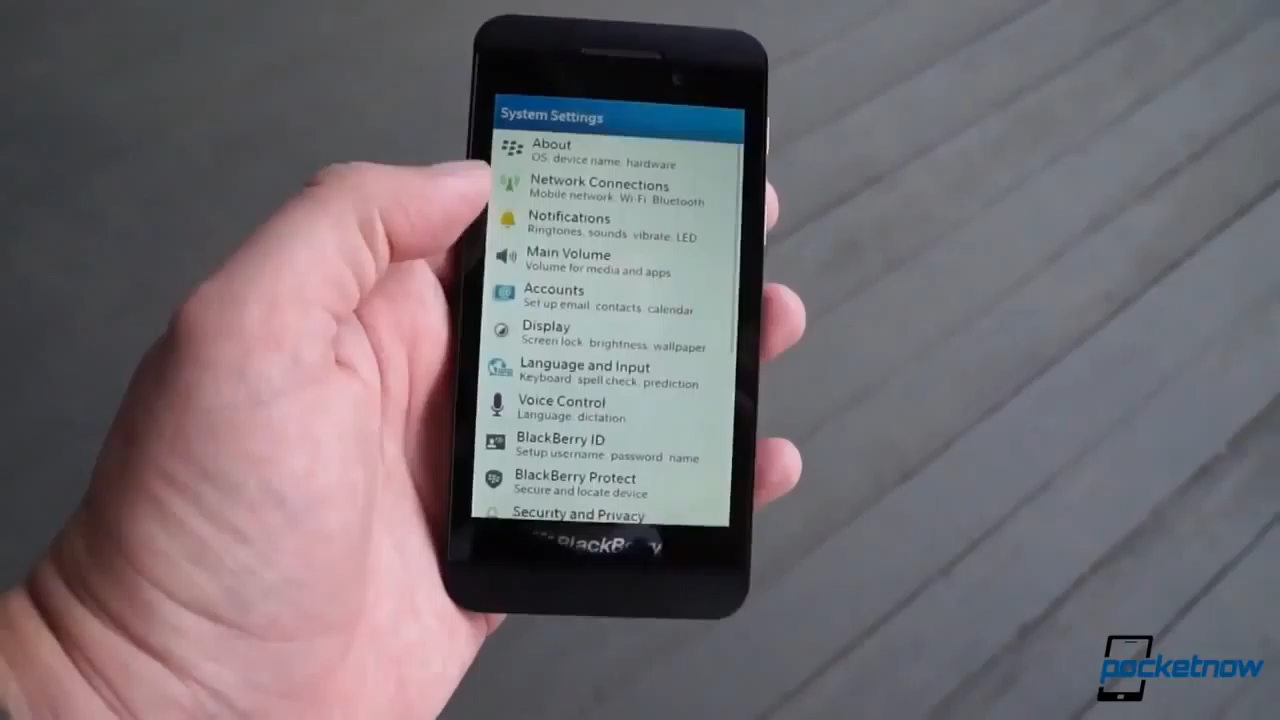 System Settings
About
OS, device name, hardware
Network Connections
Mobile network, Wi-Fi, Bluetooth
Notifications
Ringtones, sounds, vibrate, LED
Main Volume
Volume for media and apps
Accounts
Set up email, contacts, calendar
Display
Screen lock, brightness, wallpaper
Language and Input
Keyboard, spell check, prediction
Voice Control
Language, dictation
BlackBerry ID
Setup username, password, name
BlackBerry Protect
Secure and locate device
Security and Privacy
BlackBerry
pocketnow